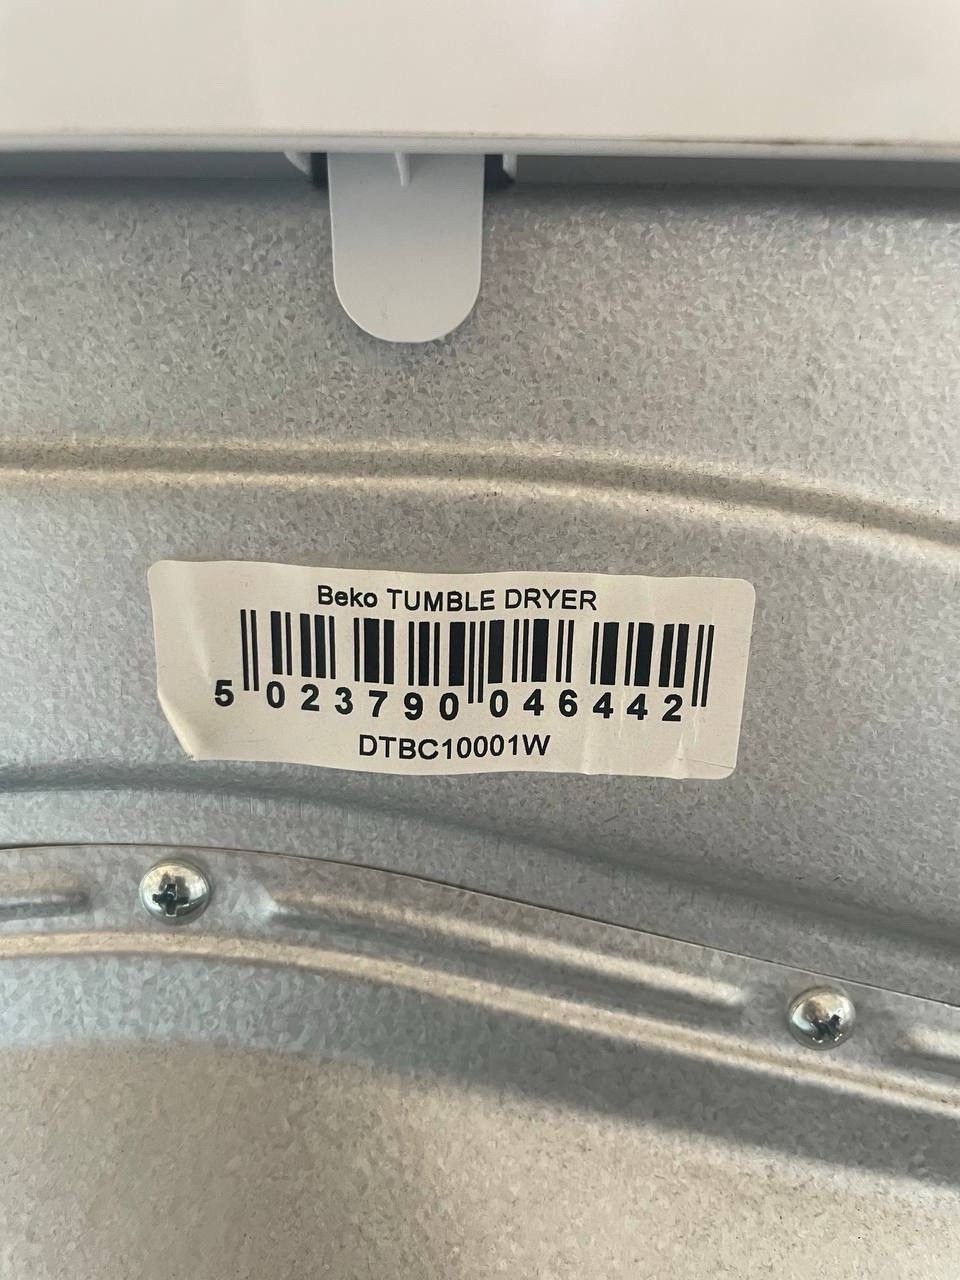 Beko TUMBLE DRYER
5 023790 046442
DTBC10001W